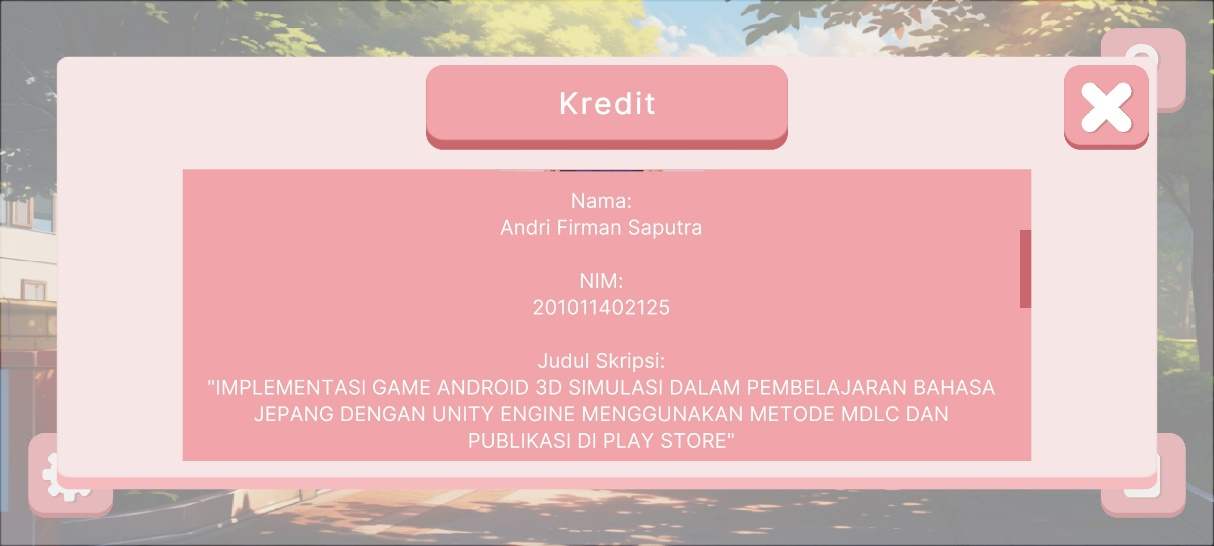 Kredit
Nama:
Andri Firman Saputra
NIM:
201011402125
Judul Skripsi:
"IMPLEMENTASI GAME ANDROID 3D SIMULASI DALAM PEMBELAJARAN BAHASA
JEPANG DENGAN UNITY ENGINE MENGGUNAKAN METODE MDLC DAN
PUBLIKASI DI PLAY STORE"